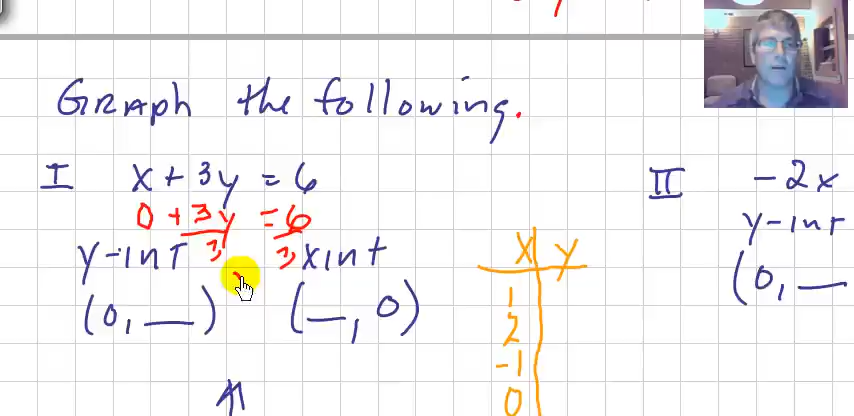 GRAPH the following.
I x + 3y = 6
0 + 3y = 6
3 3
y-int x int
(0, __) (__, 0)
x y
1
2
-1
0
II -2x
y-int
(0, __